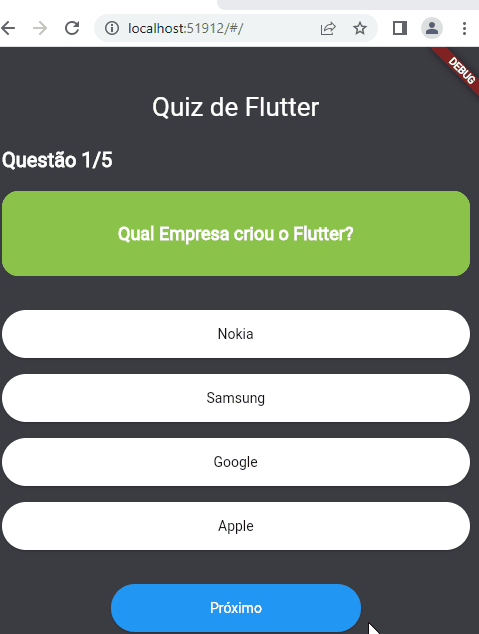 localhost:51912/#/
DEBUG
Quiz de Flutter
Questão 1/5
Qual Empresa criou o Flutter?
Nokia
Samsung
Google
Apple
Próximo